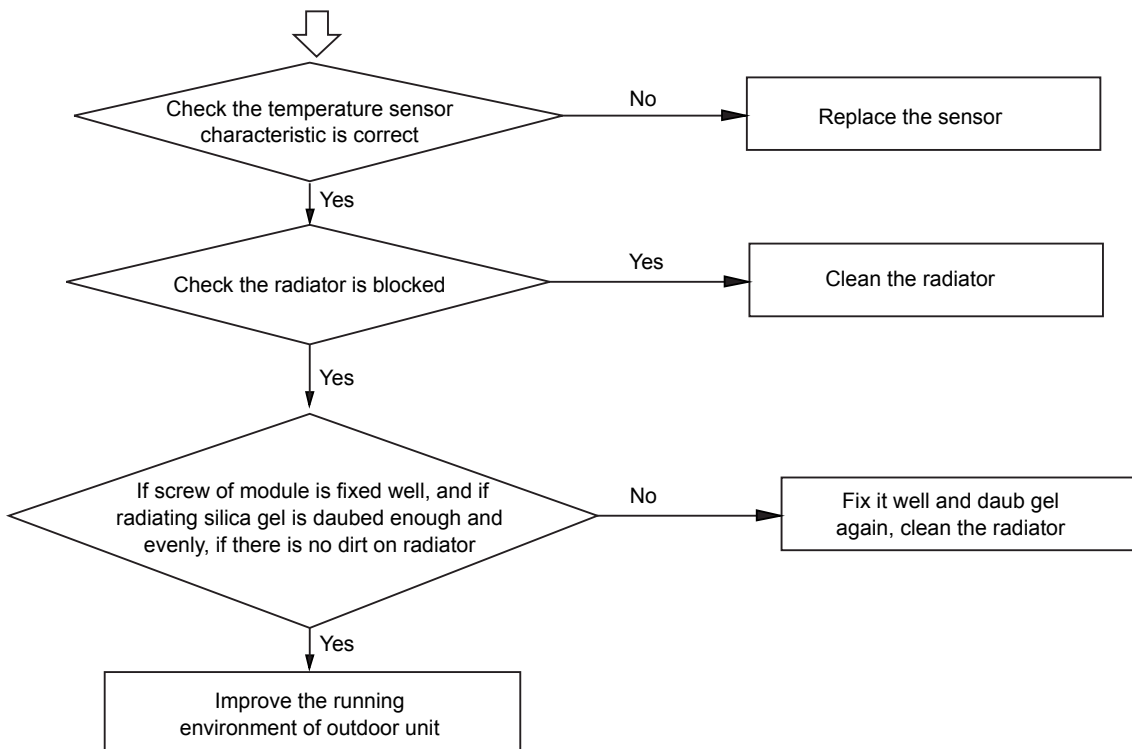 Check the temperature sensor
characteristic is correct
No
Replace the sensor
Yes
Check the radiator is blocked
Yes
Clean the radiator
Yes
If screw of module is fixed well, and if
radiating silica gel is daubed enough and
evenly, if there is no dirt on radiator
No
Fix it well and daub gel
again, clean the radiator
Yes
Improve the running
environment of outdoor unit